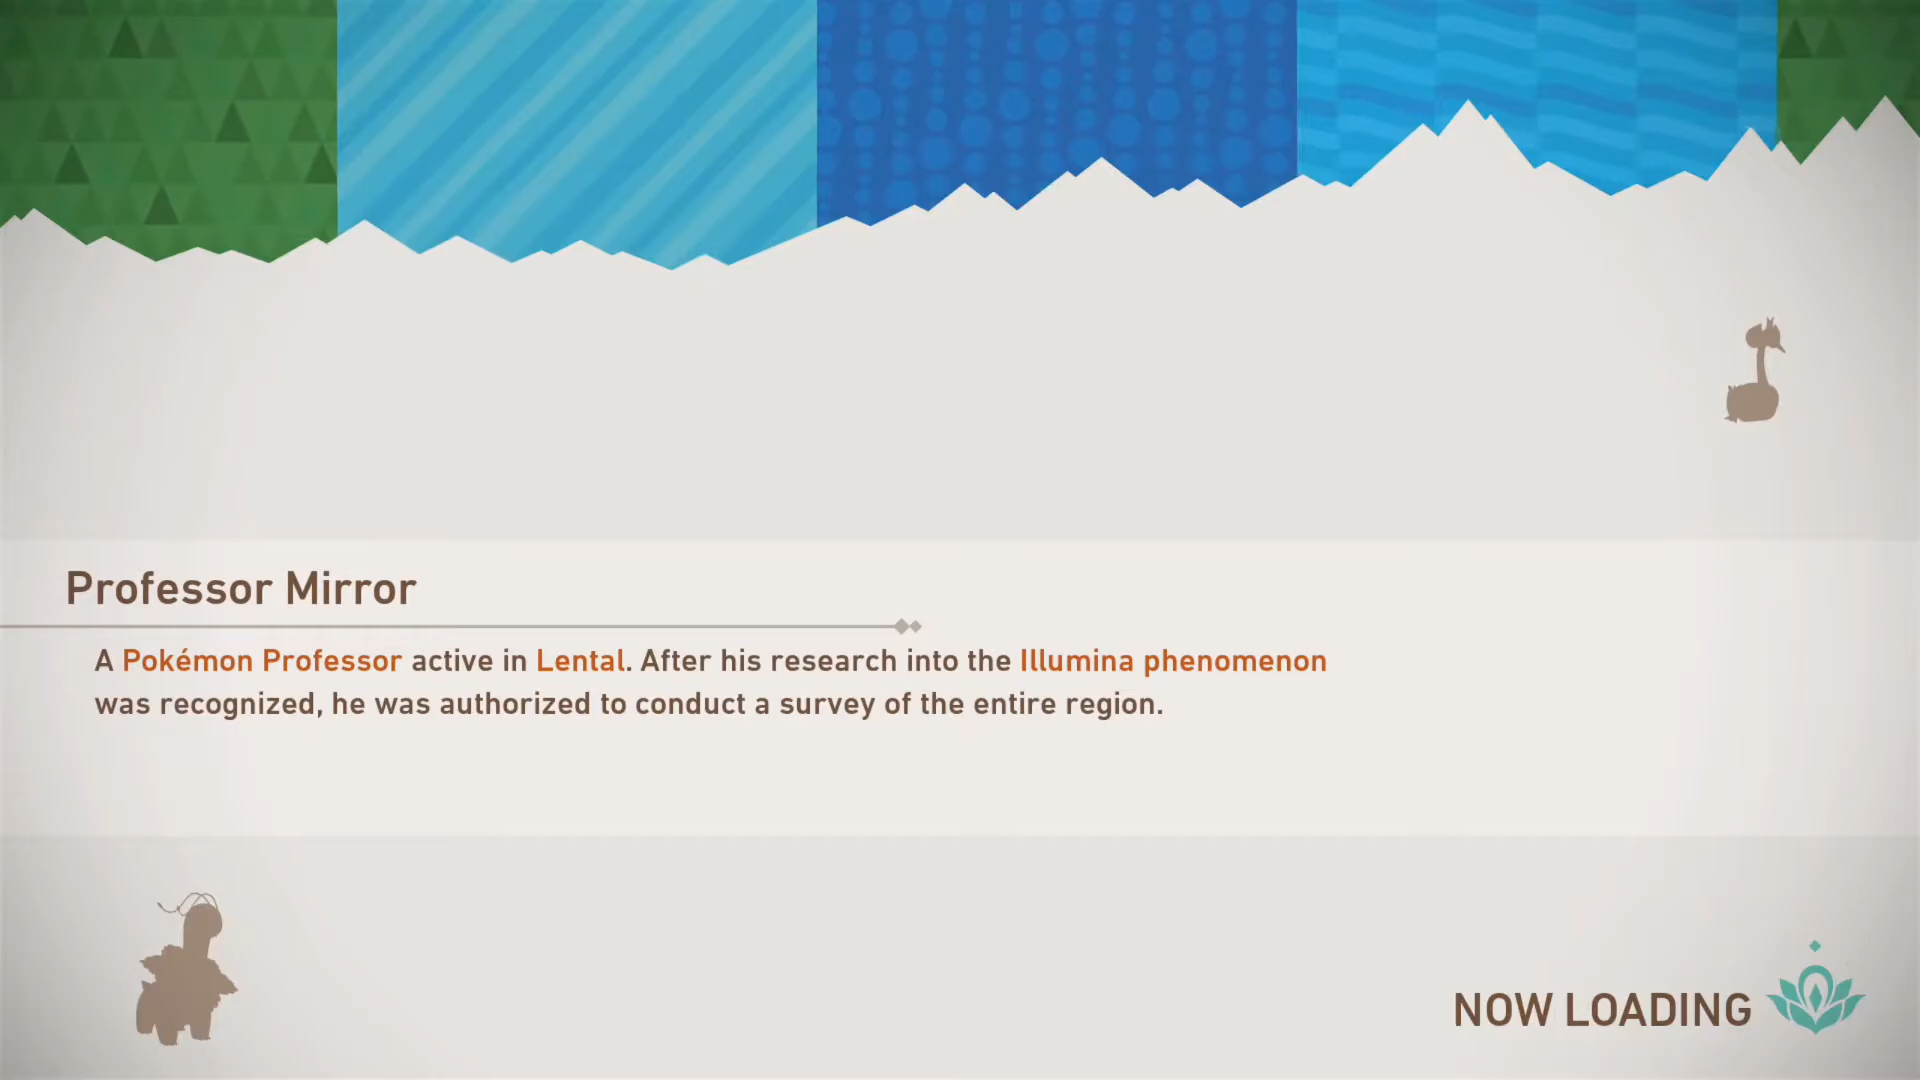 Professor Mirror
A Pokémon Professor active in Lental. After his research into the Illumina phenomenon
was recognized, he was authorized to conduct a survey of the entire region.
NOW LOADING